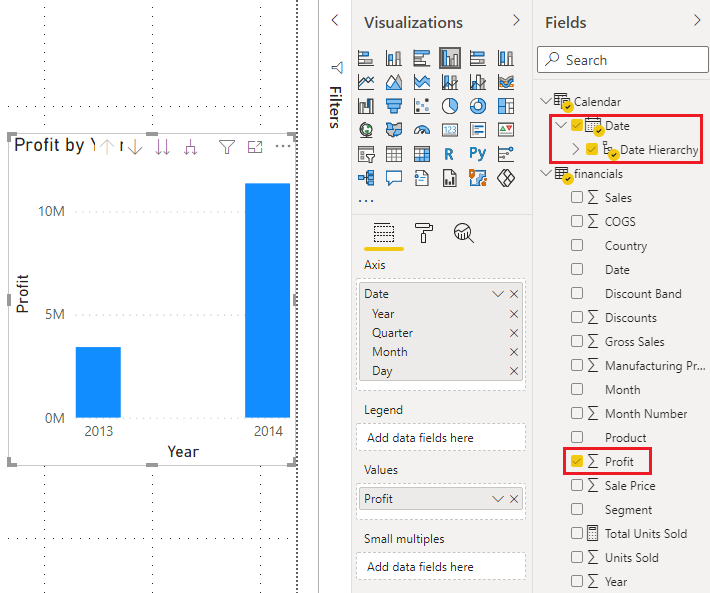 Profit by
10M
5M
0M
Profit
2013
2014
Year
Filters
Visualizations
123
R
Py
Axis
Date
Year
Quarter
Month
Day
Legend
Add data fields here
Values
Profit
Small multiples
Add data fields here
Fields
Search
Calendar
Date
Date Hierarchy
financials
Sales
COGS
Country
Date
Discount Band
Discounts
Gross Sales
Manufacturing Pr...
Month
Month Number
Product
Profit
Sale Price
Segment
Total Units Sold
Units Sold
Year